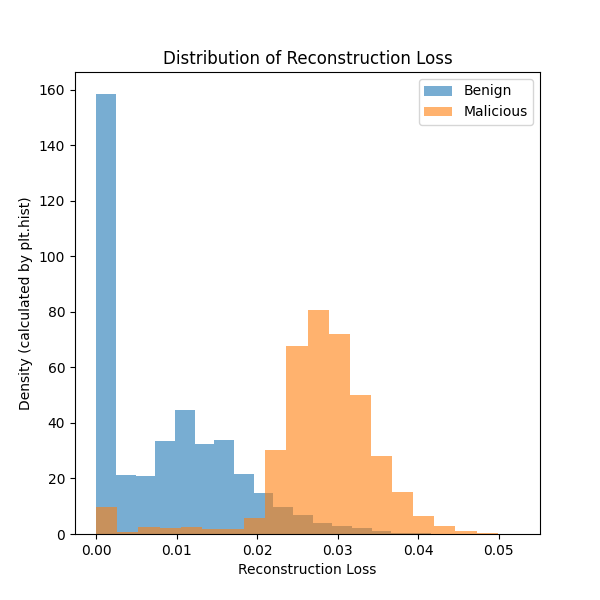 Distribution of Reconstruction Loss
Benign
Malicious
Density (calculated by plt.hist)
160
140
120
100
80
60
40
20
0
0.00 0.01 0.02 0.03 0.04 0.05
Reconstruction Loss